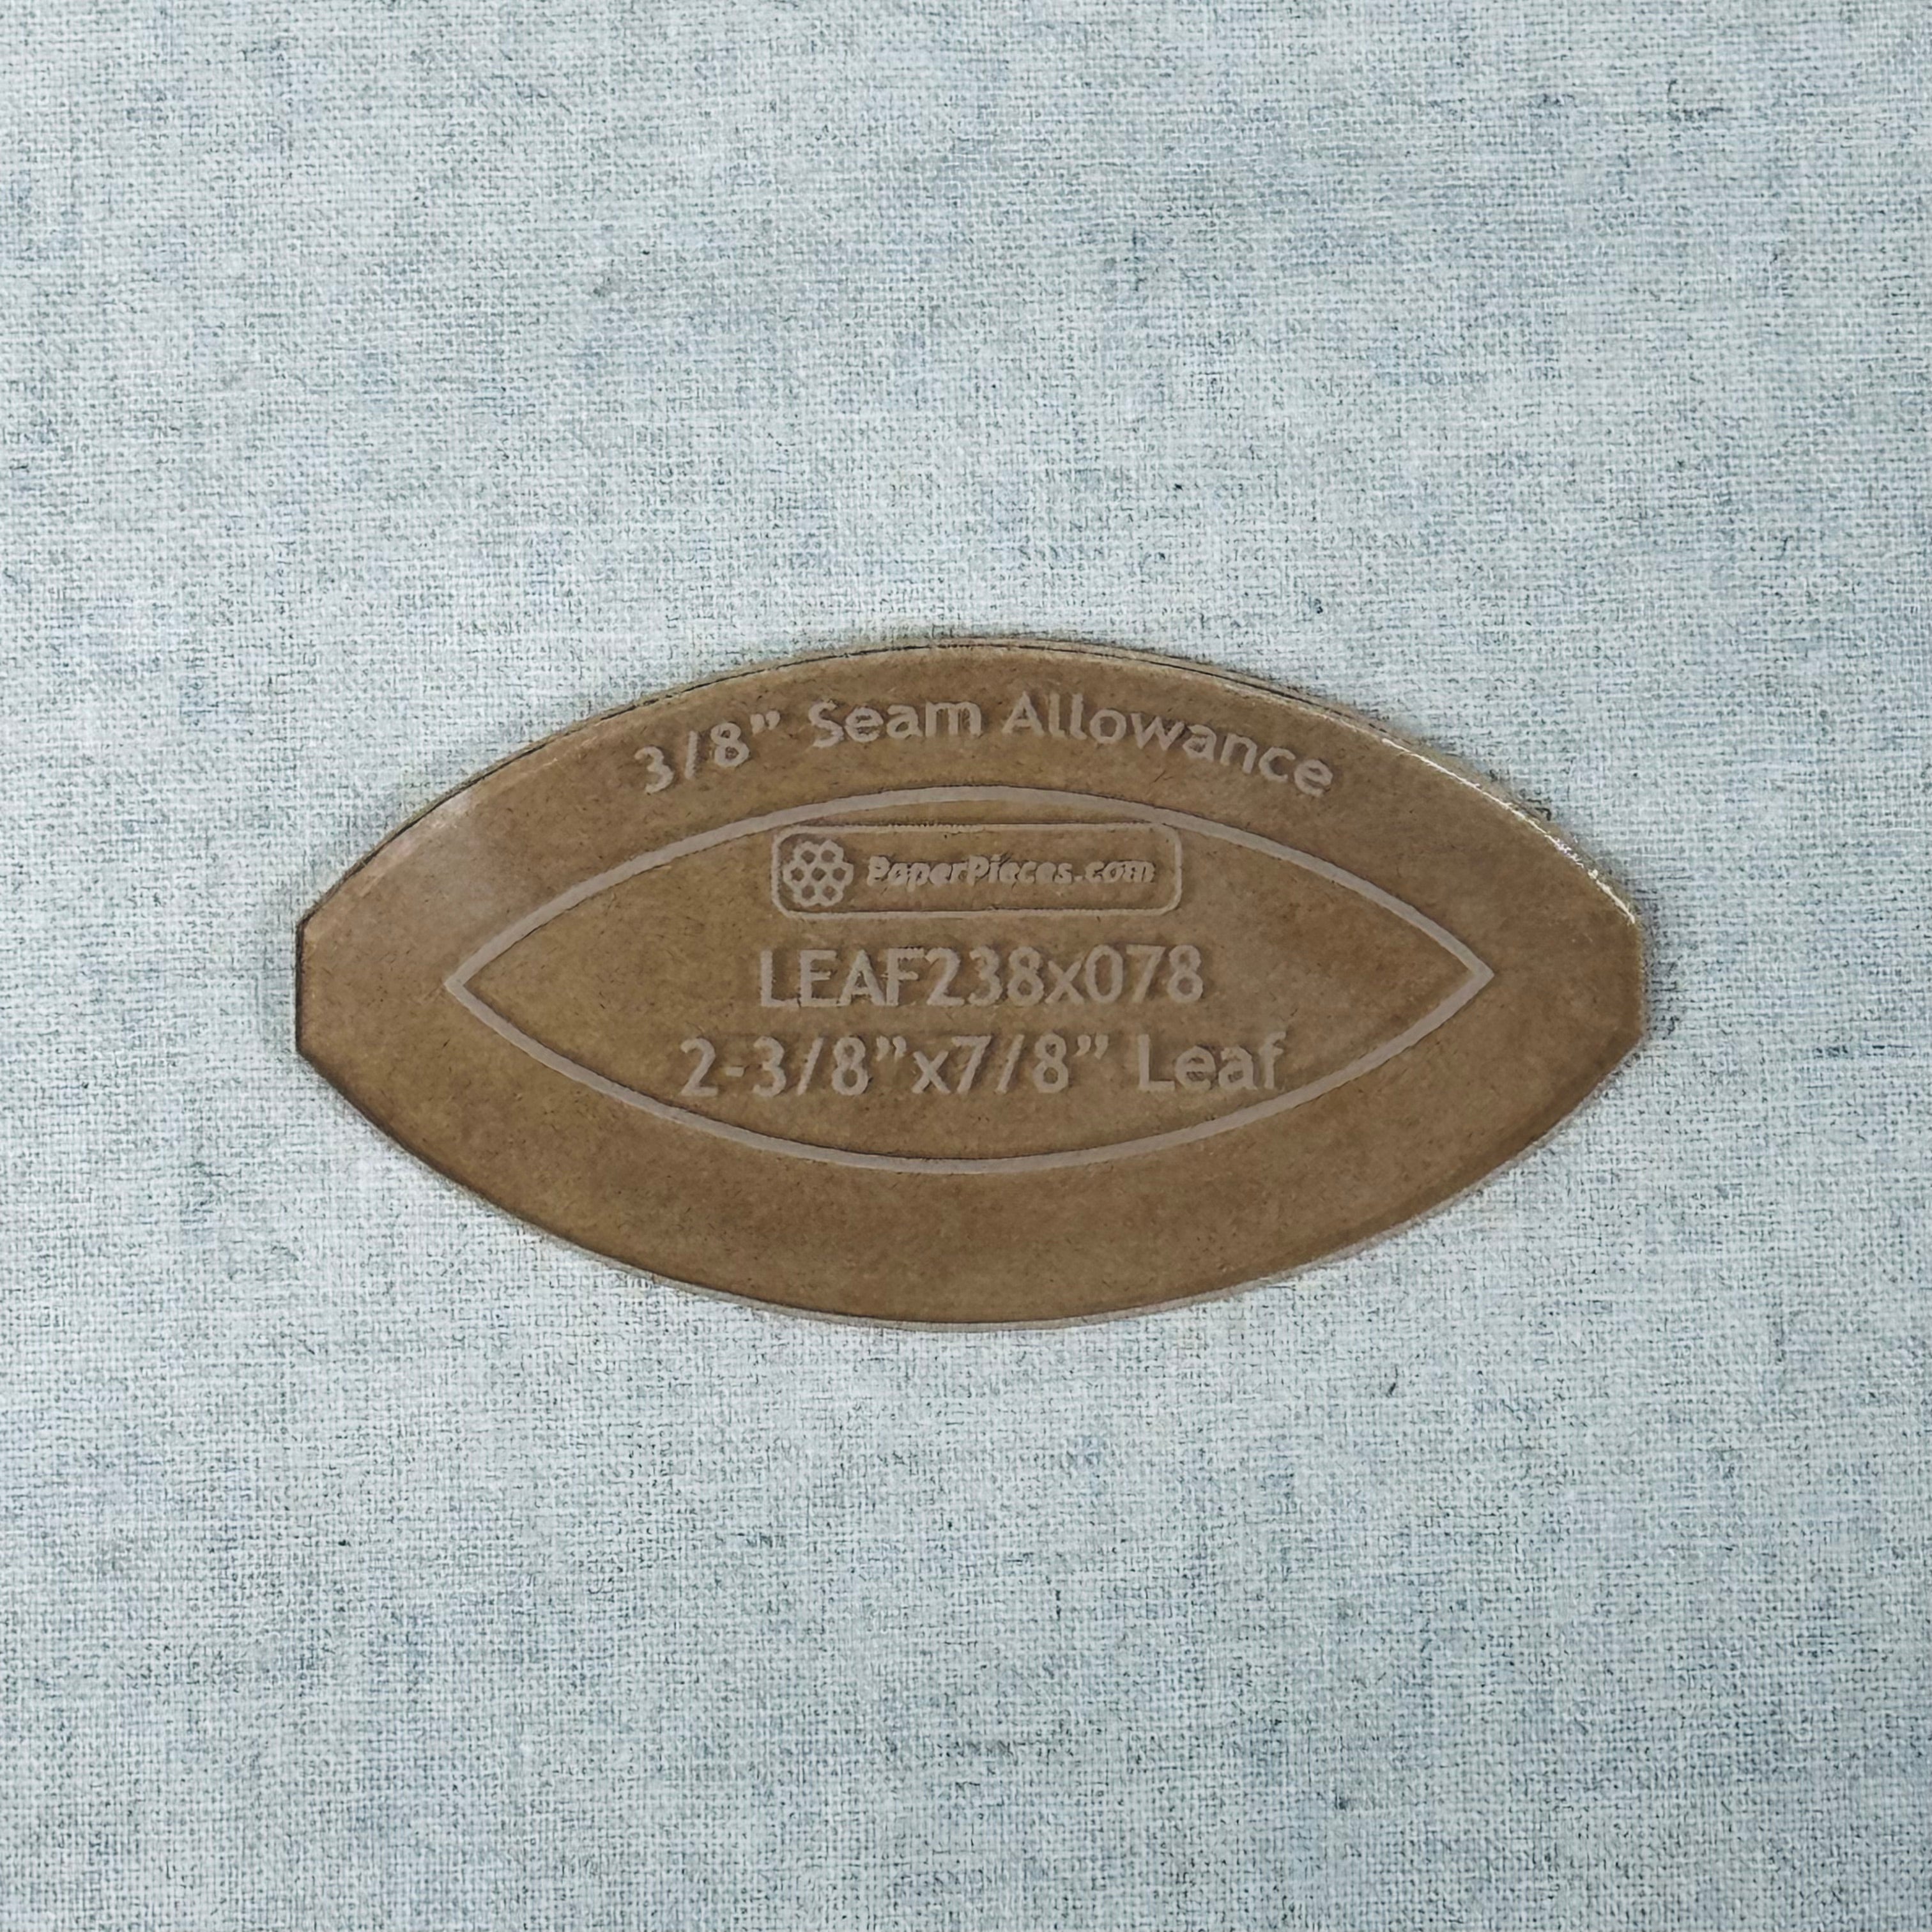 3/8” Seam Allowance
PaperPieces.com
LEAF238x078
2-3/8”x7/8” Leaf